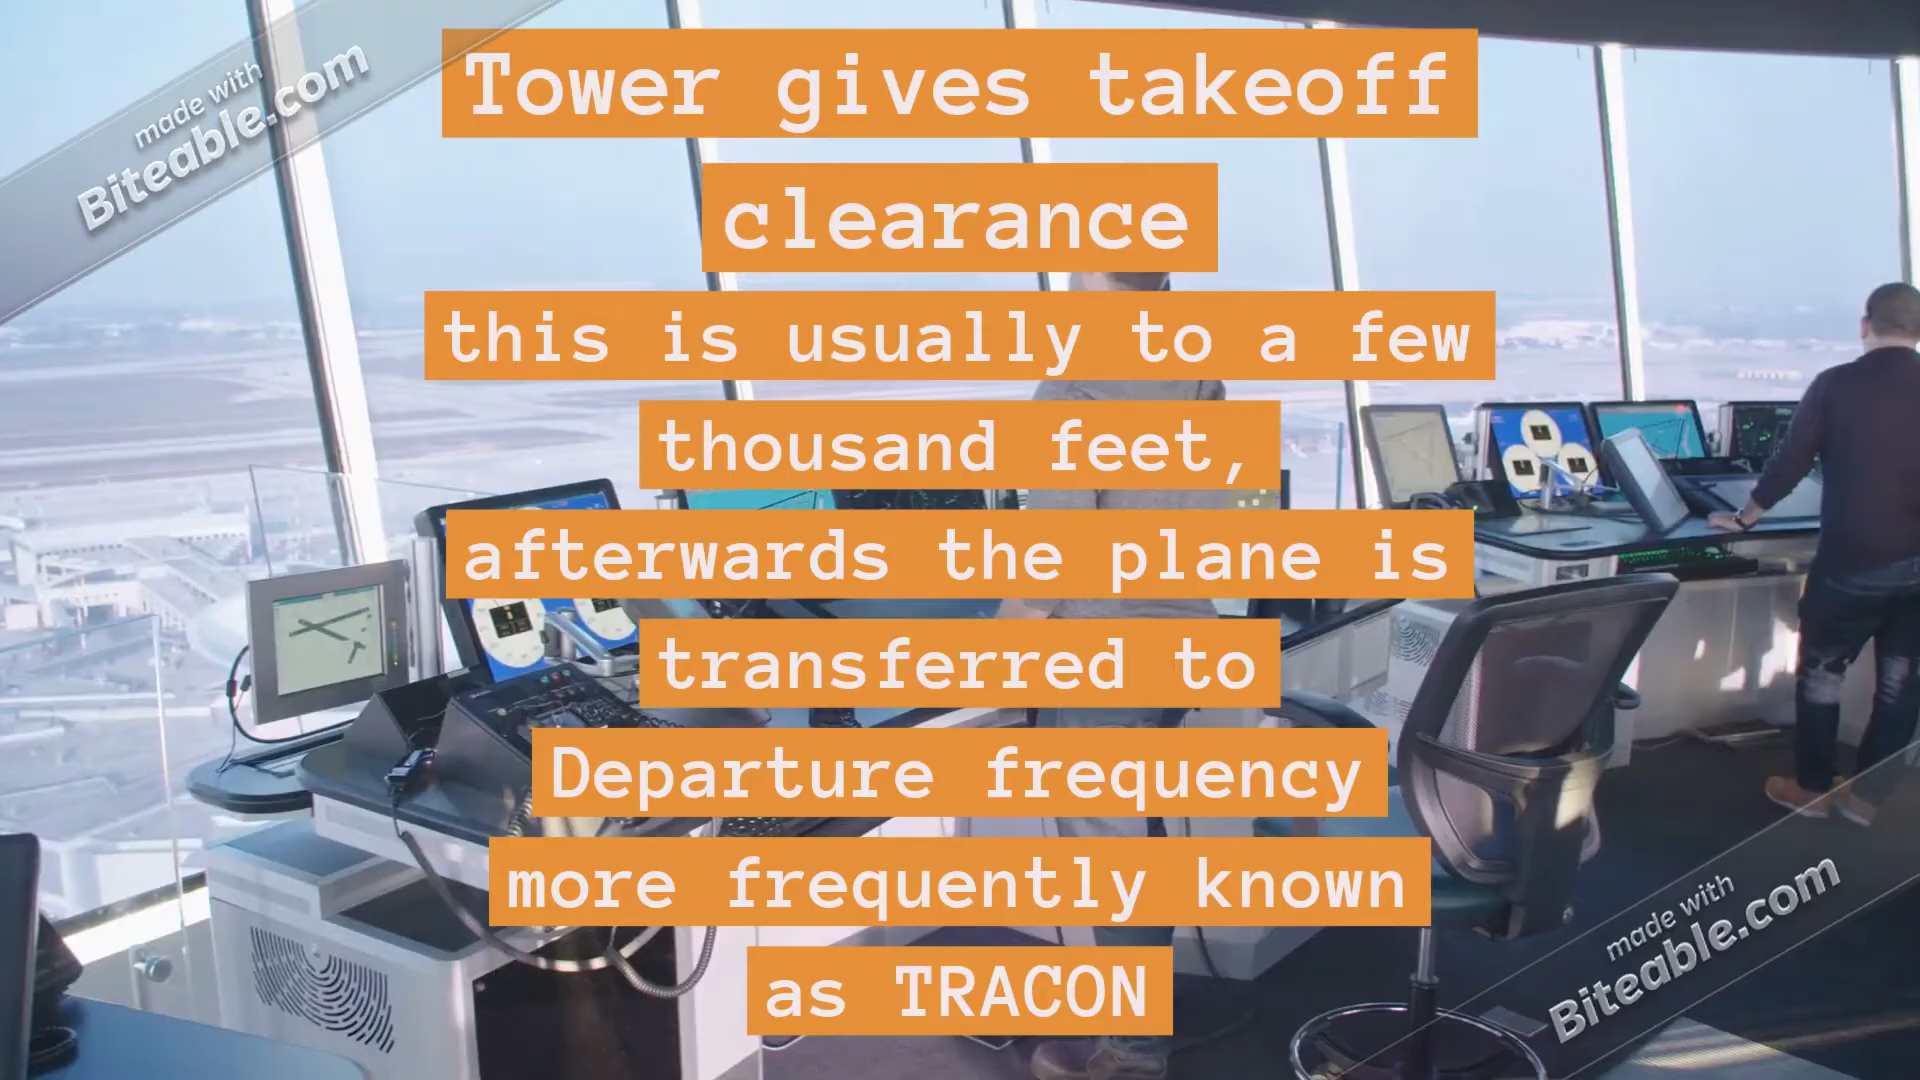 made with
Biteable.com
Tower gives takeoff
clearance
this is usually to a few
thousand feet,
afterwards the plane is
transferred to
Departure frequency
more frequently known
as TRACON
made with
Biteable.com